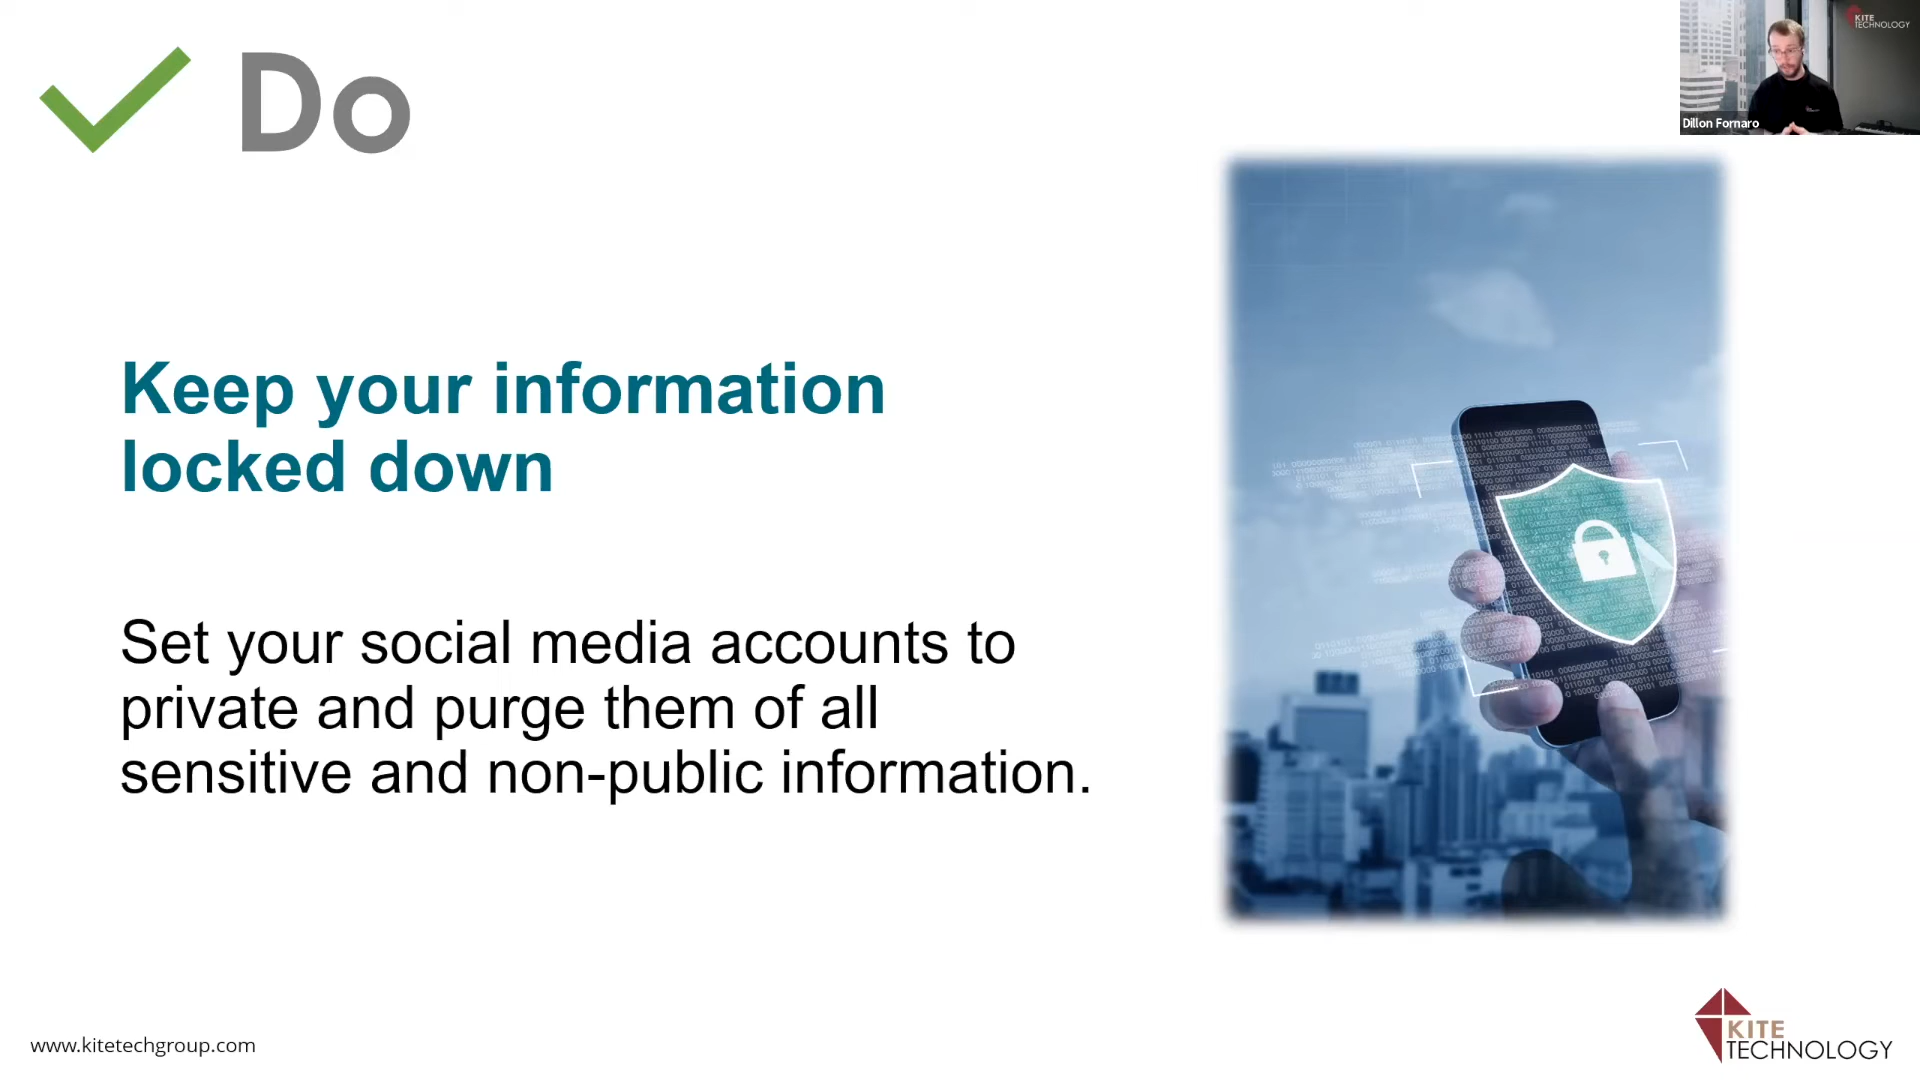 Do
KITE
TECHNOLOGY
Dillon Fornaro
Keep your information
locked down
Set your social media accounts to
private and purge them of all
sensitive and non-public information.
www.kitetechgroup.com
KITE
TECHNOLOGY